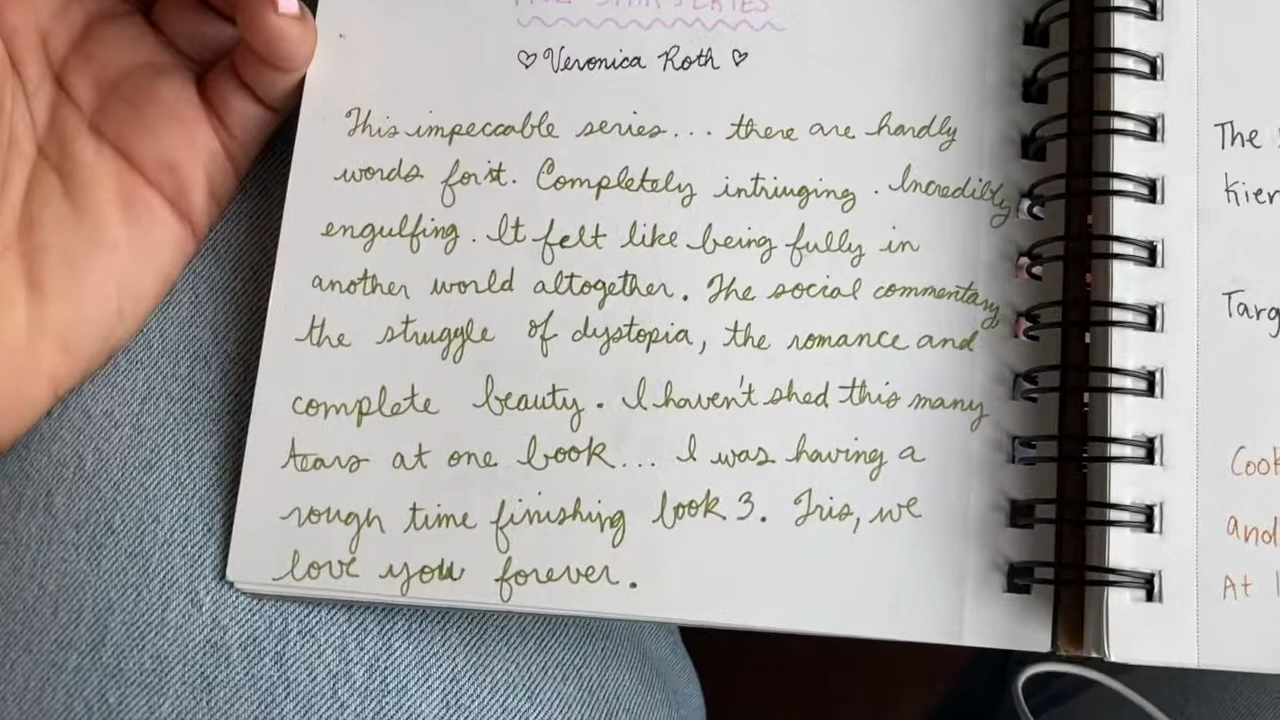 ♡ Veronica Roth ♡
This impeccable series... there are hardly
words for it. Completely intringing. Incredibly
engulfing. It felt like being fully in
another world altogether. The social commentary
the struggle of dystopia, the romance and
complete beauty. I haven't shed this many
tears at one book... I was having a
rough time finishing book 3. Tris, we
love you forever.
The
Kier
Targ
Cook
and
At